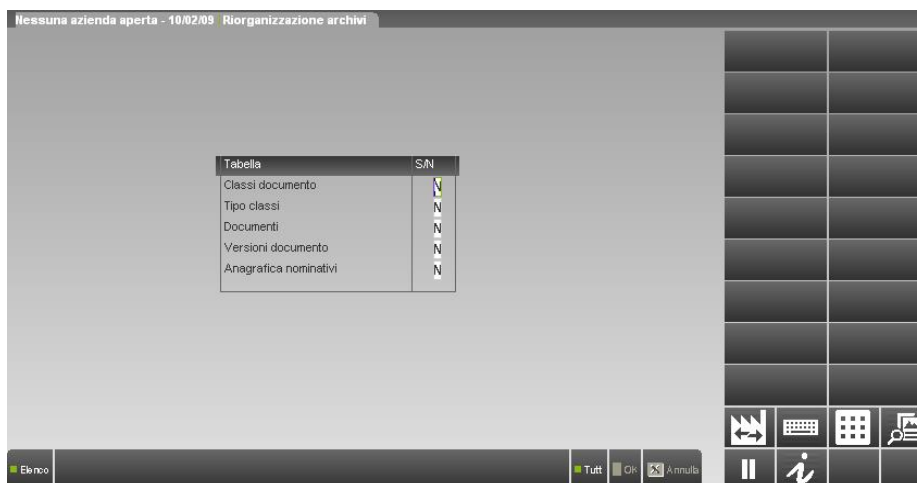 Nessuna azienda aperta - 10/02/09 Riorganizzazione archivi
Tabella S/N
Classi documento N
Tipo classi N
Documenti N
Versioni documento N
Anagrafica nominativi N
Elenco Tutt OK Annulla